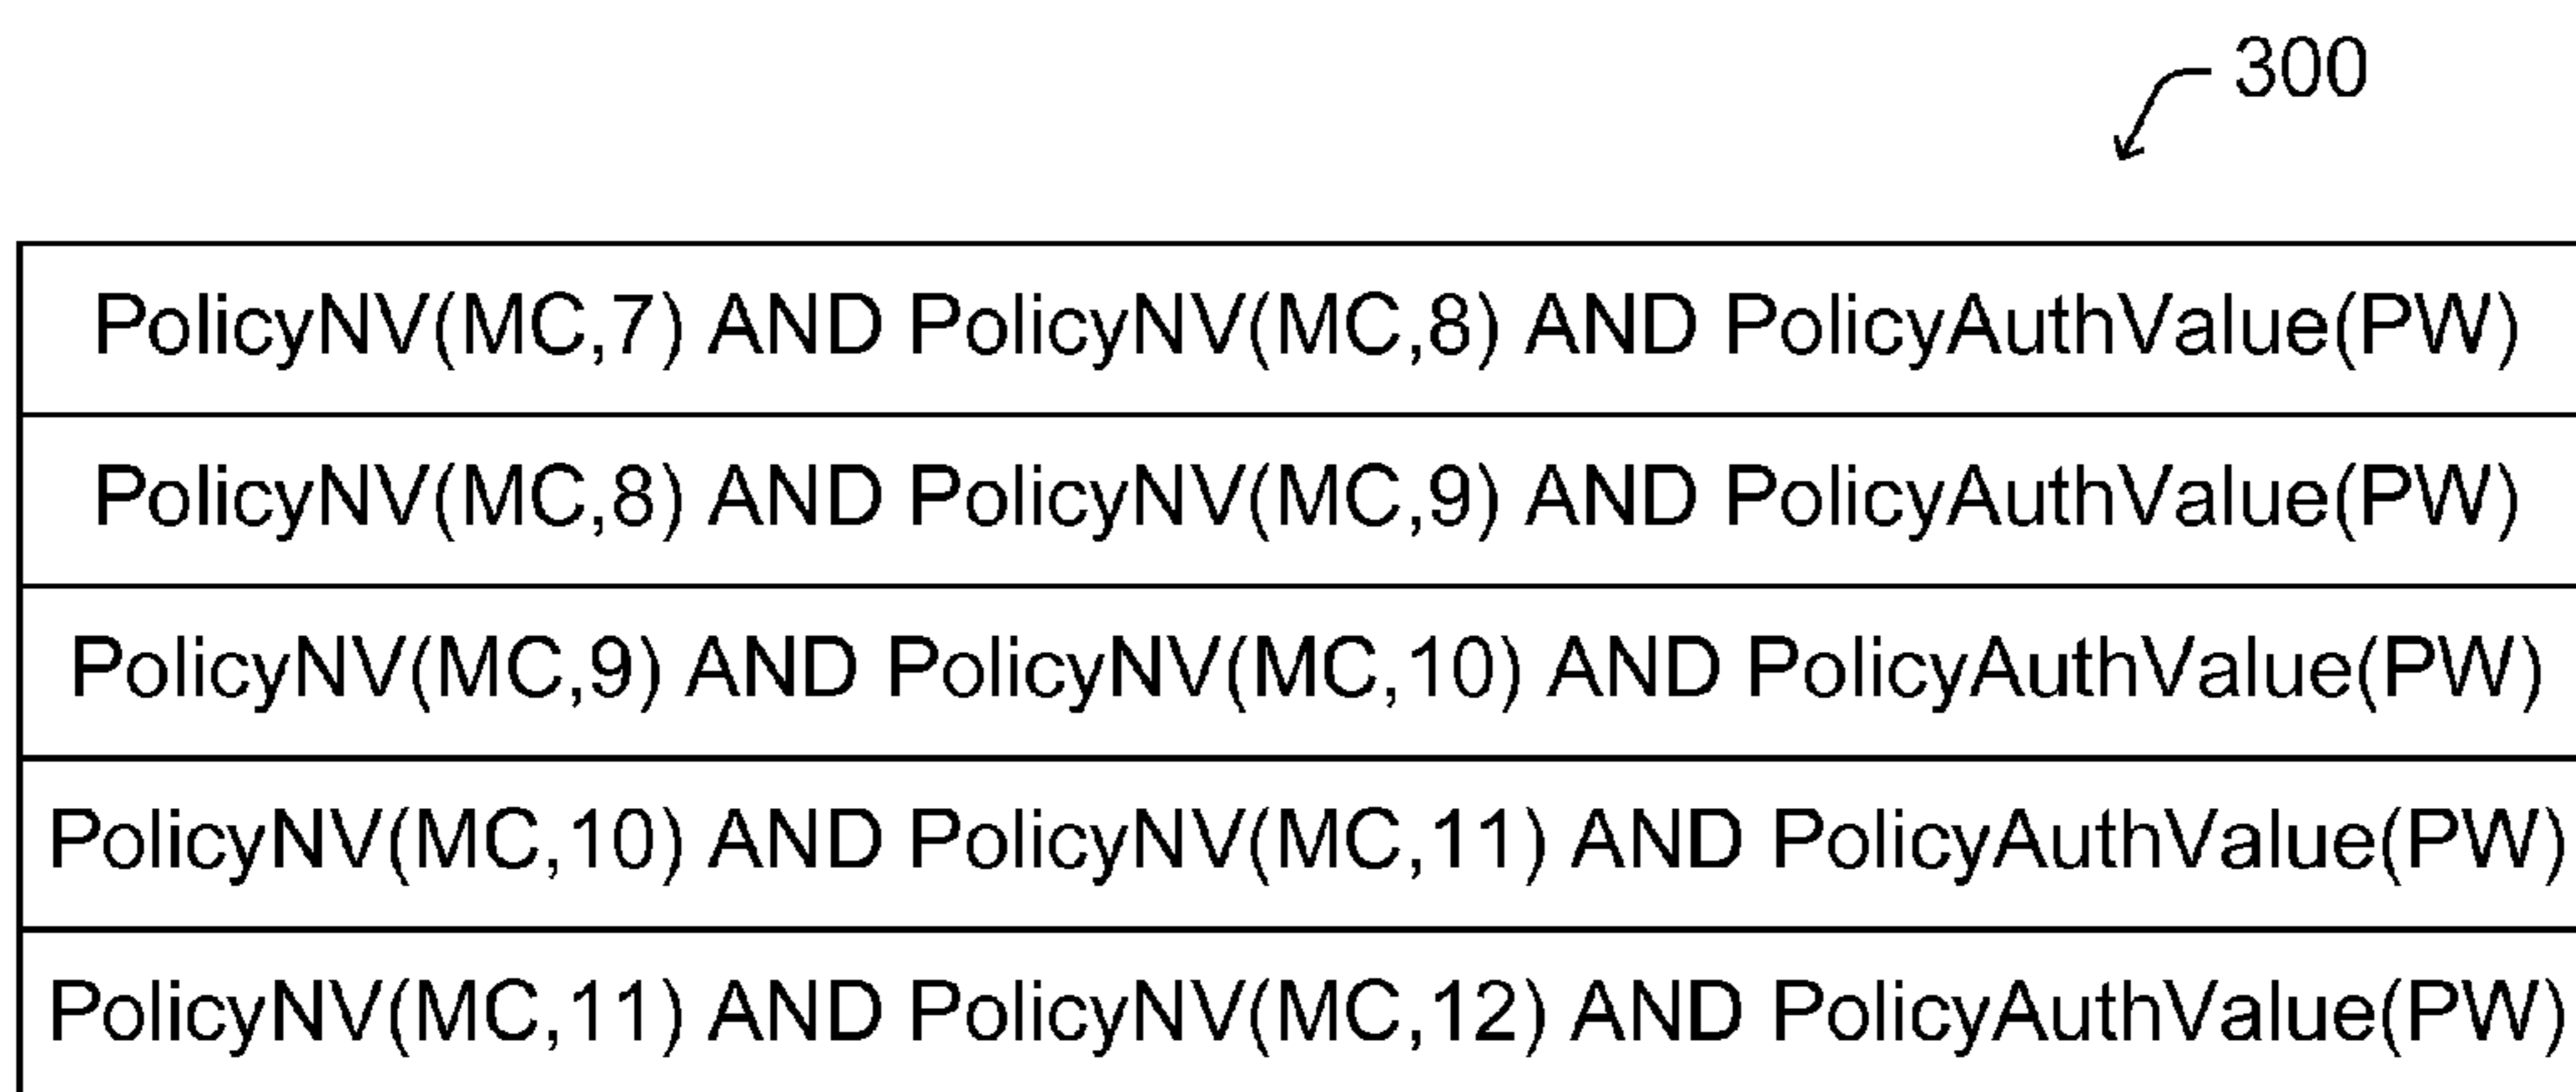 300
PolicyNV(MC,7) AND PolicyNV(MC,8) AND PolicyAuthValue(PW)
PolicyNV(MC,8) AND PolicyNV(MC,9) AND PolicyAuthValue(PW)
PolicyNV(MC,9) AND PolicyNV(MC,10) AND PolicyAuthValue(PW)
PolicyNV(MC,10) AND PolicyNV(MC,11) AND PolicyAuthValue(PW)
PolicyNV(MC,11) AND PolicyNV(MC,12) AND PolicyAuthValue(PW)